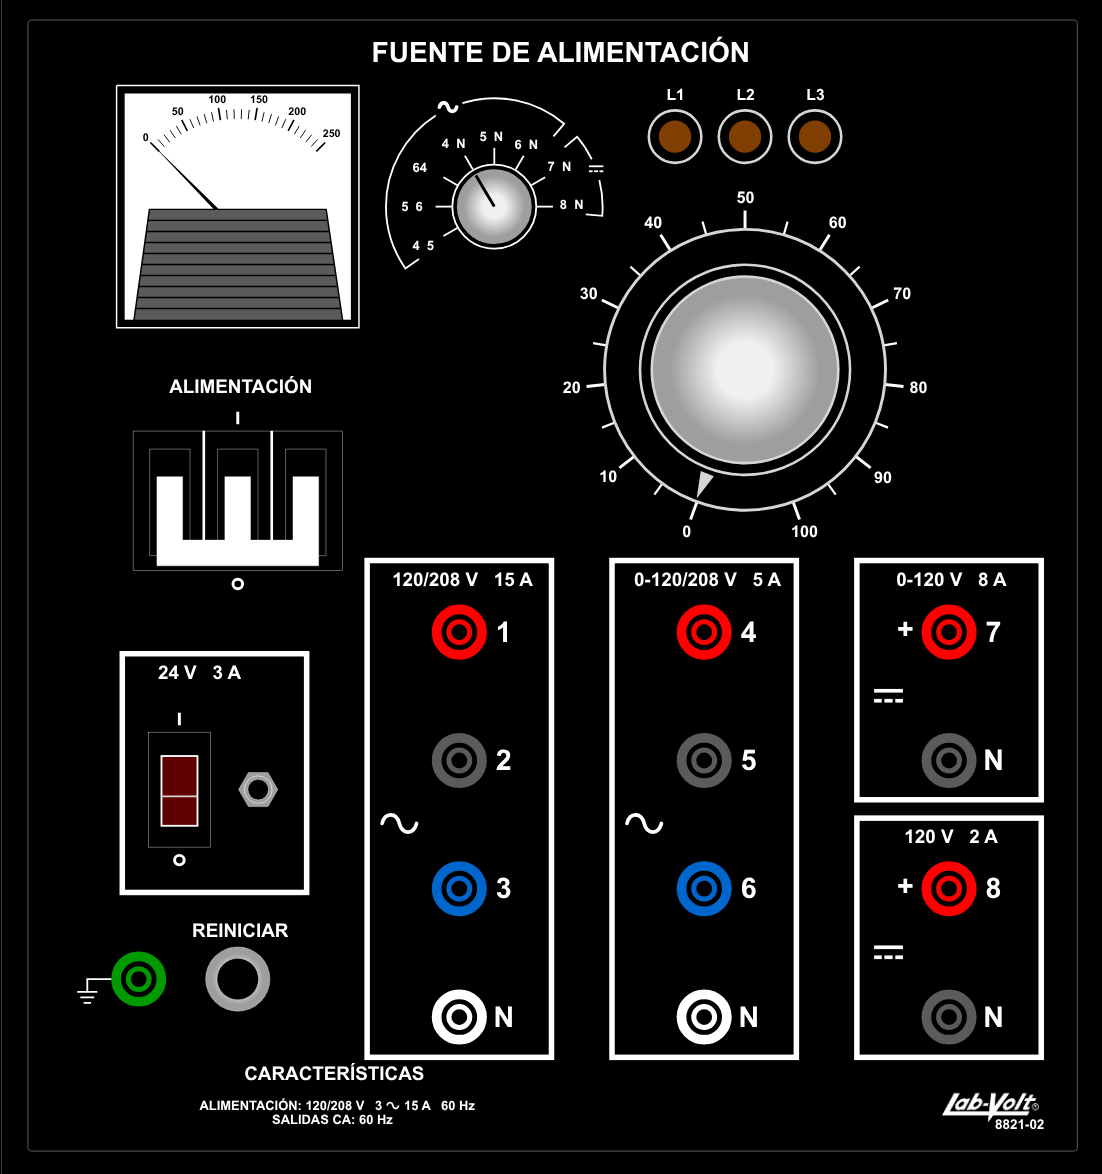 FUENTE DE ALIMENTACIÓN
0 50 100 150 200 250
4 5
5 6
64
4 N
5 N
6 N
7 N
8 N
L1 L2 L3
0 10 20 30 40 50 60 70 80 90 100
ALIMENTACIÓN
I
O
24 V 3 A
I
O
REINICIAR
120/208 V 15 A
1
2
3
N
0-120/208 V 5 A
4
5
6
N
0-120 V 8 A
+ 7
N
120 V 2 A
+ 8
N
CARACTERÍSTICAS
ALIMENTACIÓN: 120/208 V 3 ∿ 15 A 60 Hz
SALIDAS CA: 60 Hz
Lab-Volt®
8821-02